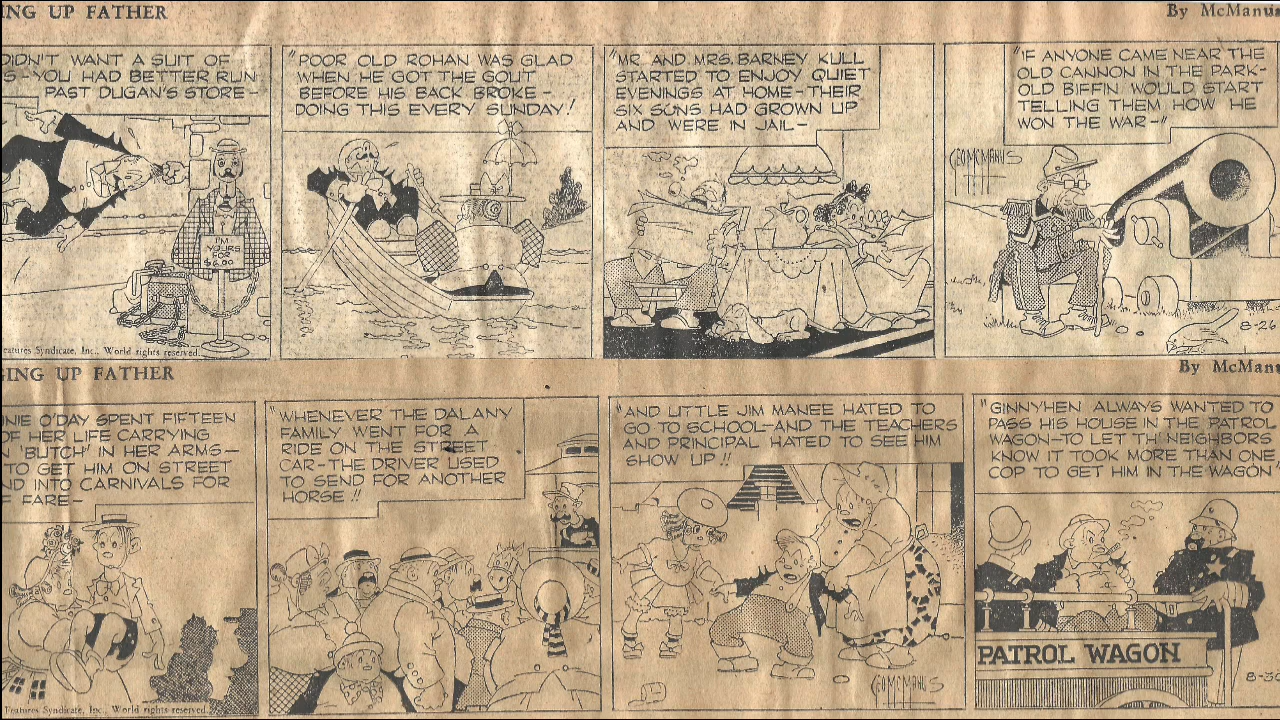 ING UP FATHER
By McManus
DIDN'T WANT A SUIT OF
S-YOU HAD BETTER RUN
PAST DUGAN'S STORE-
I'M
YOURS
FOR
$6.00
eatures Syndicate, Inc., World rights reserved.
"POOR OLD ROHAN WAS GLAD
WHEN HE GOT THE GOUT
BEFORE HIS BACK BROKE-
DOING THIS EVERY SUNDAY!
"MR. AND MRS. BARNEY KULL
STARTED TO ENJOY QUIET
EVENINGS AT HOME-THEIR
SIX SONS HAD GROWN UP
AND WERE IN JAIL-
"IF ANYONE CAME NEAR THE
OLD CANNON IN THE PARK-
OLD BIFFIN WOULD START
TELLING THEM HOW HE
WON THE WAR-"
GEO MCMANUS
8-26
GING UP FATHER
By McManu
NIE O'DAY SPENT FIFTEEN
OF HER LIFE CARRYING
N 'BUTCH' IN HER ARMS-
TO GET HIM ON STREET
ND INTO CARNIVALS FOR
F FARE-
Features Syndicate, Inc., World rights reserved.
"WHENEVER THE DALANY
FAMILY WENT FOR A
RIDE ON THE STREET
CAR-THE DRIVER USED
TO SEND FOR ANOTHER
HORSE!!
"AND LITTLE JIM MANEE HATED TO
GO TO SCHOOL-AND THE TEACHERS
AND PRINCIPAL HATED TO SEE HIM
SHOW UP!!
GEO MCMANUS
"GINNYHEN ALWAYS WANTED TO
PASS HIS HOUSE IN THE PATROL
WAGON-TO LET THE NEIGHBORS
KNOW IT TOOK MORE THAN ONE
COP TO GET HIM IN THE WAGON"
PATROL WAGON
8-30